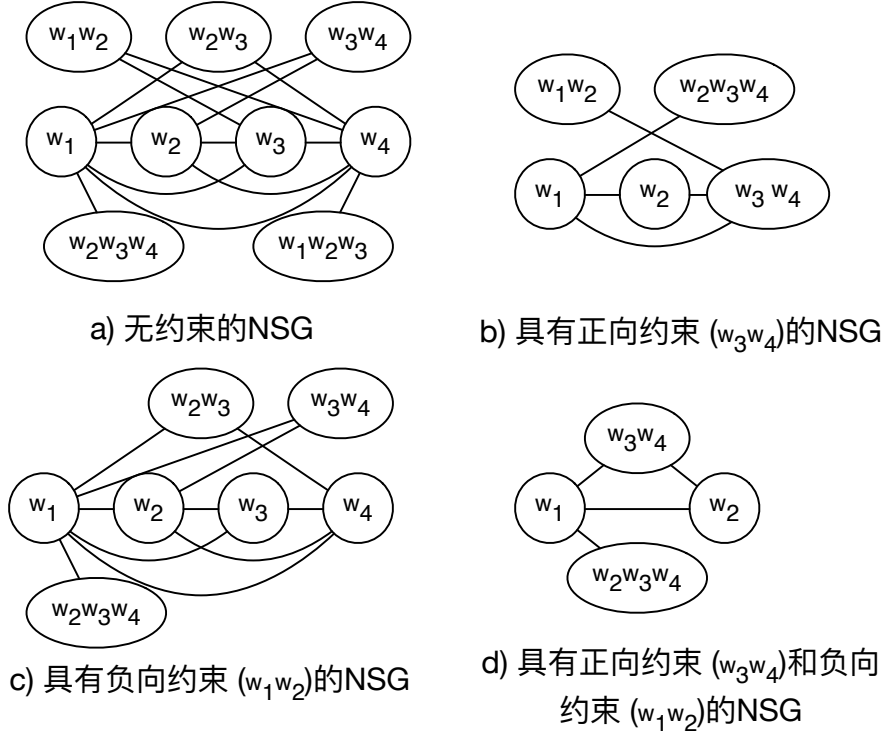 w1w2 w2w3 w3w4
w1 w2 w3 w4
w2w3w4 w1w2w3
a) 无约束的NSG
w1w2 w2w3w4
w1 w2 w3 w4
b) 具有正向约束 (w3w4)的NSG
w2w3 w3w4
w1 w2 w3 w4
w2w3w4
c) 具有负向约束 (w1w2)的NSG
w3w4
w1 w2
w2w3w4
d) 具有正向约束 (w3w4)和负向
约束 (w1w2)的NSG